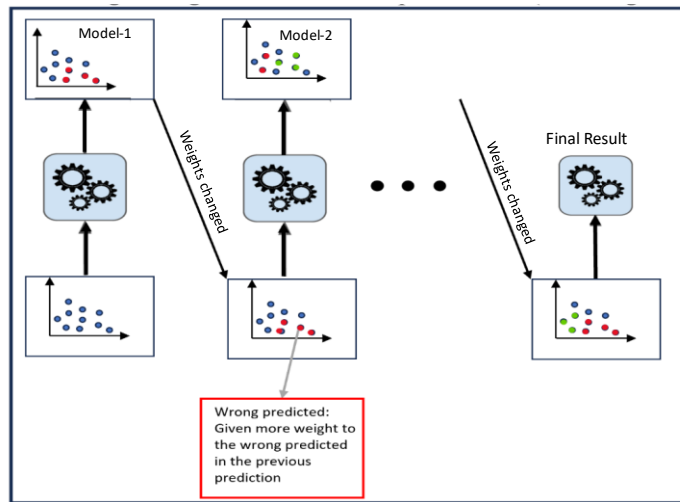 Model-1
Model-2
Weights changed
Weights changed
Final Result
Wrong predicted:
Given more weight to
the wrong predicted
in the previous
prediction